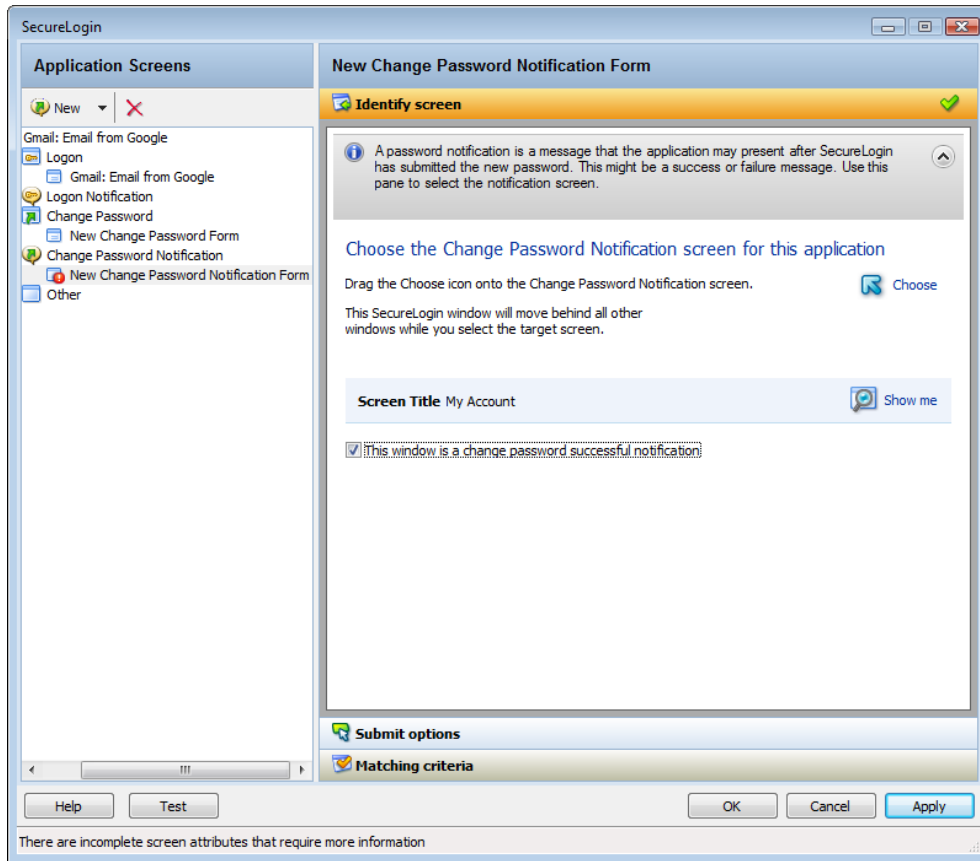 SecureLogin
Application Screens
New
Gmail: Email from Google
Logon
Gmail: Email from Google
Logon Notification
Change Password
New Change Password Form
Change Password Notification
New Change Password Notification Form
Other
New Change Password Notification Form
Identify screen
A password notification is a message that the application may present after SecureLogin
has submitted the new password. This might be a success or failure message. Use this
pane to select the notification screen.
Choose the Change Password Notification screen for this application
Drag the Choose icon onto the Change Password Notification screen.
Choose
This SecureLogin window will move behind all other
windows while you select the target screen.
Screen Title My Account
Show me
This window is a change password successful notification
Submit options
Matching criteria
Help
Test
OK
Cancel
Apply
There are incomplete screen attributes that require more information